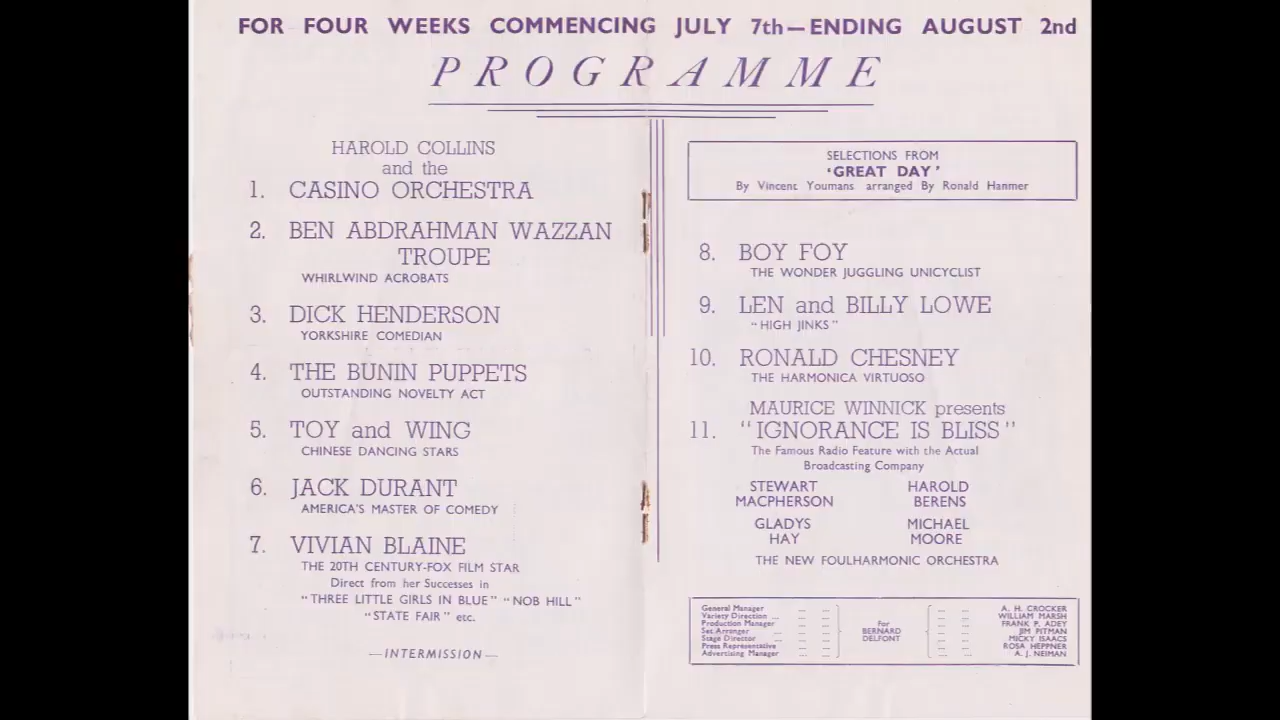 FOR FOUR WEEKS COMMENCING JULY 7th—ENDING AUGUST 2nd
PROGRAMME
HAROLD COLLINS
and the
1. CASINO ORCHESTRA
2. BEN ABDRAHMAN WAZZAN
TROUPE
WHIRLWIND ACROBATS
3. DICK HENDERSON
YORKSHIRE COMEDIAN
4. THE BUNIN PUPPETS
OUTSTANDING NOVELTY ACT
5. TOY and WING
CHINESE DANCING STARS
6. JACK DURANT
AMERICA'S MASTER OF COMEDY
7. VIVIAN BLAINE
THE 20TH CENTURY-FOX FILM STAR
Direct from her Successes in
"THREE LITTLE GIRLS IN BLUE" "NOB HILL"
"STATE FAIR" etc.
—INTERMISSION—
SELECTIONS FROM
'GREAT DAY'
By Vincent Youmans arranged By Ronald Hanmer
8. BOY FOY
THE WONDER JUGGLING UNICYCLIST
9. LEN and BILLY LOWE
"HIGH JINKS"
10. RONALD CHESNEY
THE HARMONICA VIRTUOSO
MAURICE WINNICK presents
11. "IGNORANCE IS BLISS"
The Famous Radio Feature with the Actual
Broadcasting Company
STEWART MACPHERSON
HAROLD BERENS
GLADYS HAY
MICHAEL MOORE
THE NEW FOULHARMONIC ORCHESTRA
General Manager ... ... A. H. CROCKER
Variety Direction ... ... WILLIAM MARSH
Production Manager ... ... FRANK P. ADEY
Set Arranger ... ... JIM PITMAN
Stage Director ... ... MICKY ISAACS
Press Representative ... ... ROSA HEPPNER
Advertising Manager ... ... A. J. NEIMAN
For
BERNARD
DELFONT